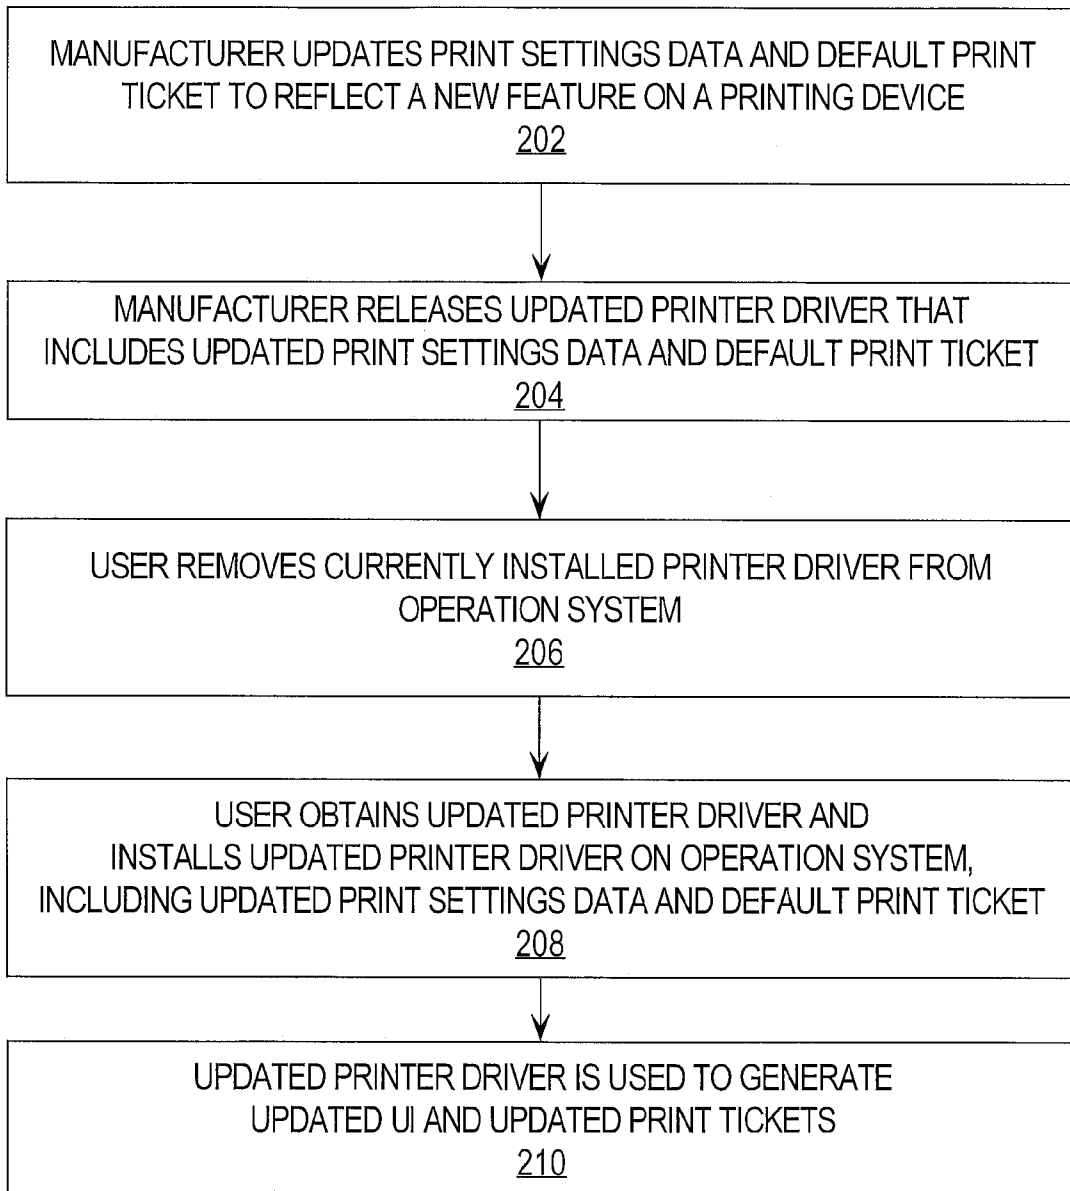 MANUFACTURER UPDATES PRINT SETTINGS DATA AND DEFAULT PRINT
TICKET TO REFLECT A NEW FEATURE ON A PRINTING DEVICE
202
MANUFACTURER RELEASES UPDATED PRINTER DRIVER THAT
INCLUDES UPDATED PRINT SETTINGS DATA AND DEFAULT PRINT TICKET
204
USER REMOVES CURRENTLY INSTALLED PRINTER DRIVER FROM
OPERATION SYSTEM
206
USER OBTAINS UPDATED PRINTER DRIVER AND
INSTALLS UPDATED PRINTER DRIVER ON OPERATION SYSTEM,
INCLUDING UPDATED PRINT SETTINGS DATA AND DEFAULT PRINT TICKET
208
UPDATED PRINTER DRIVER IS USED TO GENERATE
UPDATED UI AND UPDATED PRINT TICKETS
210